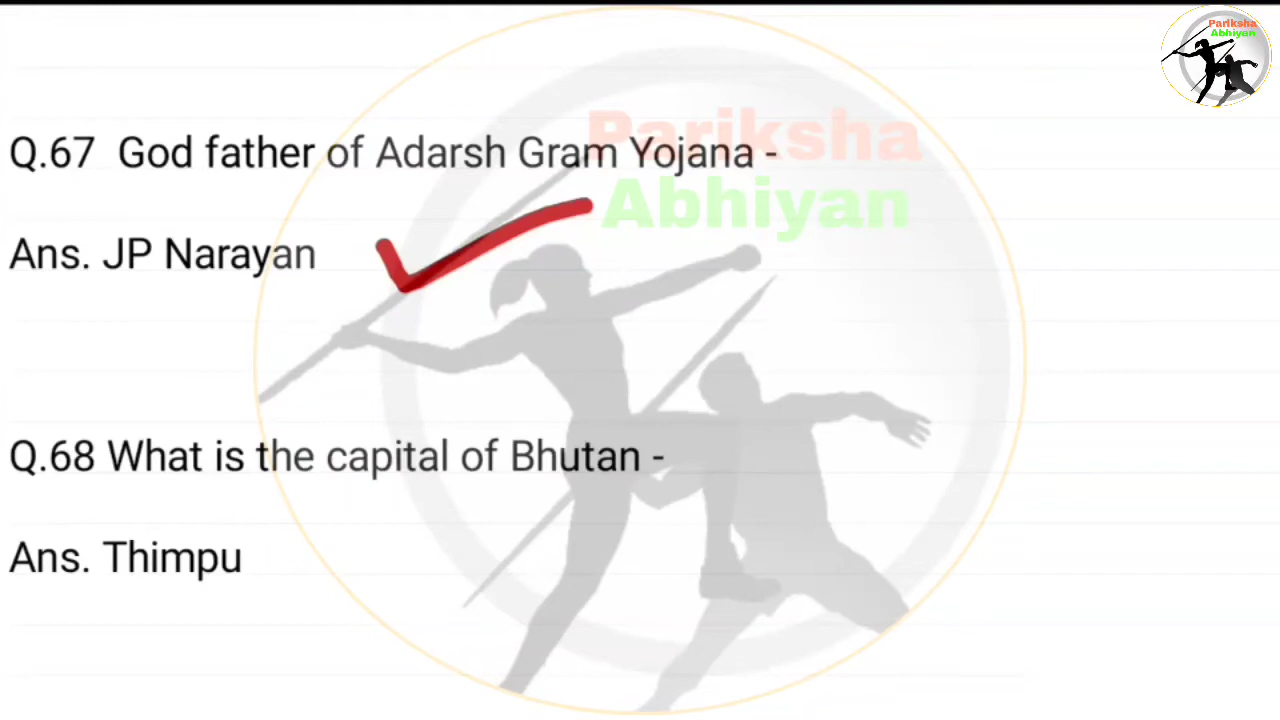 Pariksha
Abhiyan
Q.67 God father of Adarsh Gram Yojana -
Pariksha
Abhiyan
Ans. JP Narayan
Q.68 What is the capital of Bhutan -
Ans. Thimpu